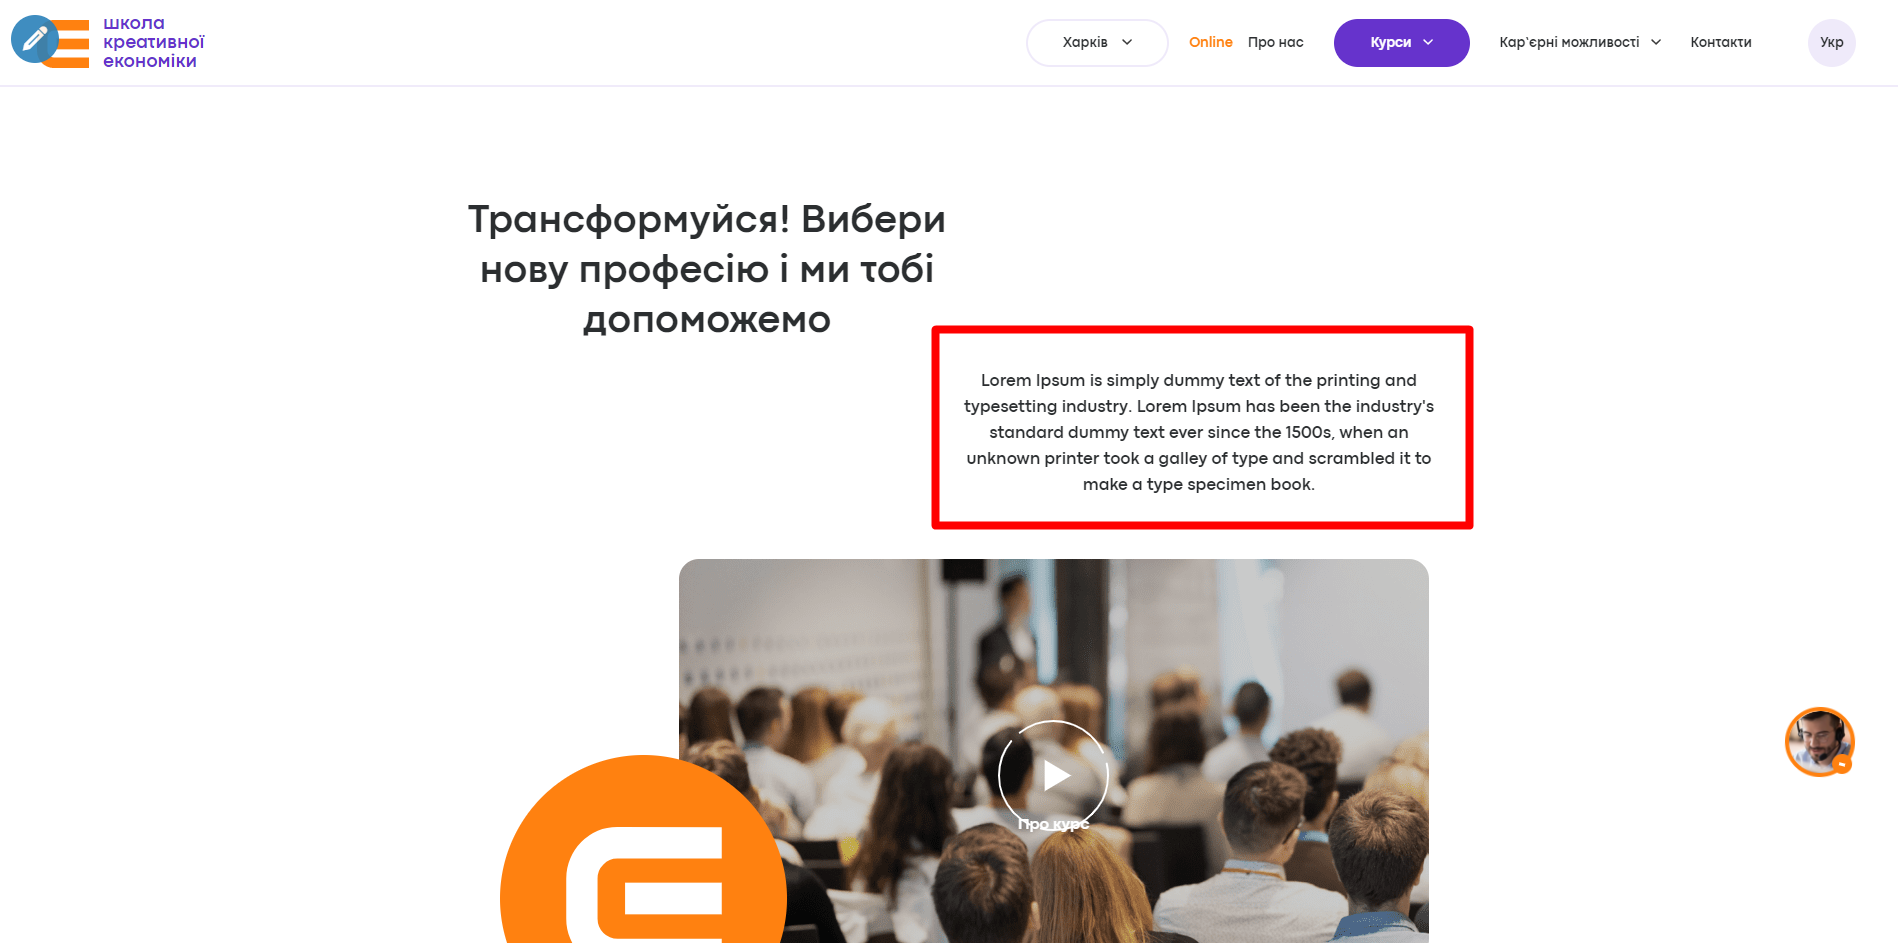 школа
креативної
економіки
Харків
Online
Про нас
Курси
Кар'єрні можливості
Контакти
Укр
Трансформуйся! Вибери
нову професію і ми тобі
допоможемо
Lorem Ipsum is simply dummy text of the printing and
typesetting industry. Lorem Ipsum has been the industry's
standard dummy text ever since the 1500s, when an
unknown printer took a galley of type and scrambled it to
make a type specimen book.
Про курс